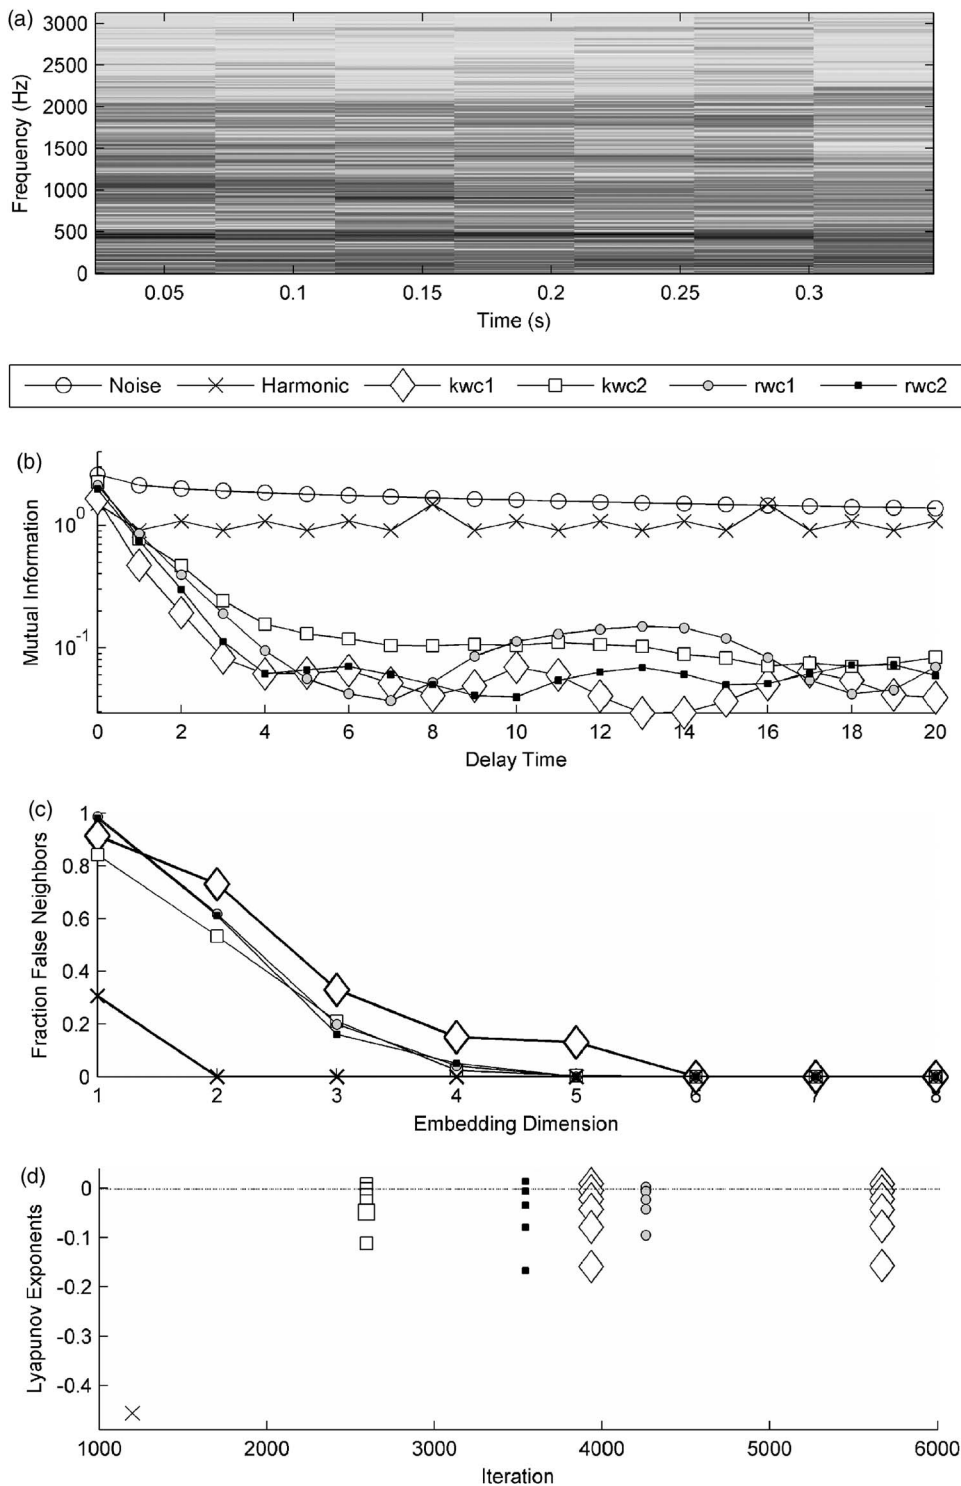 (a)
Frequency (Hz)
3000
2500
2000
1500
1000
500
0
0.05 0.1 0.15 0.2 0.25 0.3
Time (s)
Noise Harmonic kwc1 kwc2 rwc1 rwc2
(b)
Mutual Information
10^0
10^-1
0 2 4 6 8 10 12 14 16 18 20
Delay Time
(c)
Fraction False Neighbors
1
0.8
0.6
0.4
0.2
0
1 2 3 4 5 6 7 8
Embedding Dimension
(d)
Lyapunov Exponents
0
-0.1
-0.2
-0.3
-0.4
1000 2000 3000 4000 5000 6000
Iteration